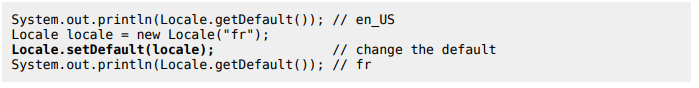 System.out.println(Locale.getDefault()); // en_US
Locale locale = new Locale("fr");
Locale.setDefault(locale);               // change the default
System.out.println(Locale.getDefault()); // fr